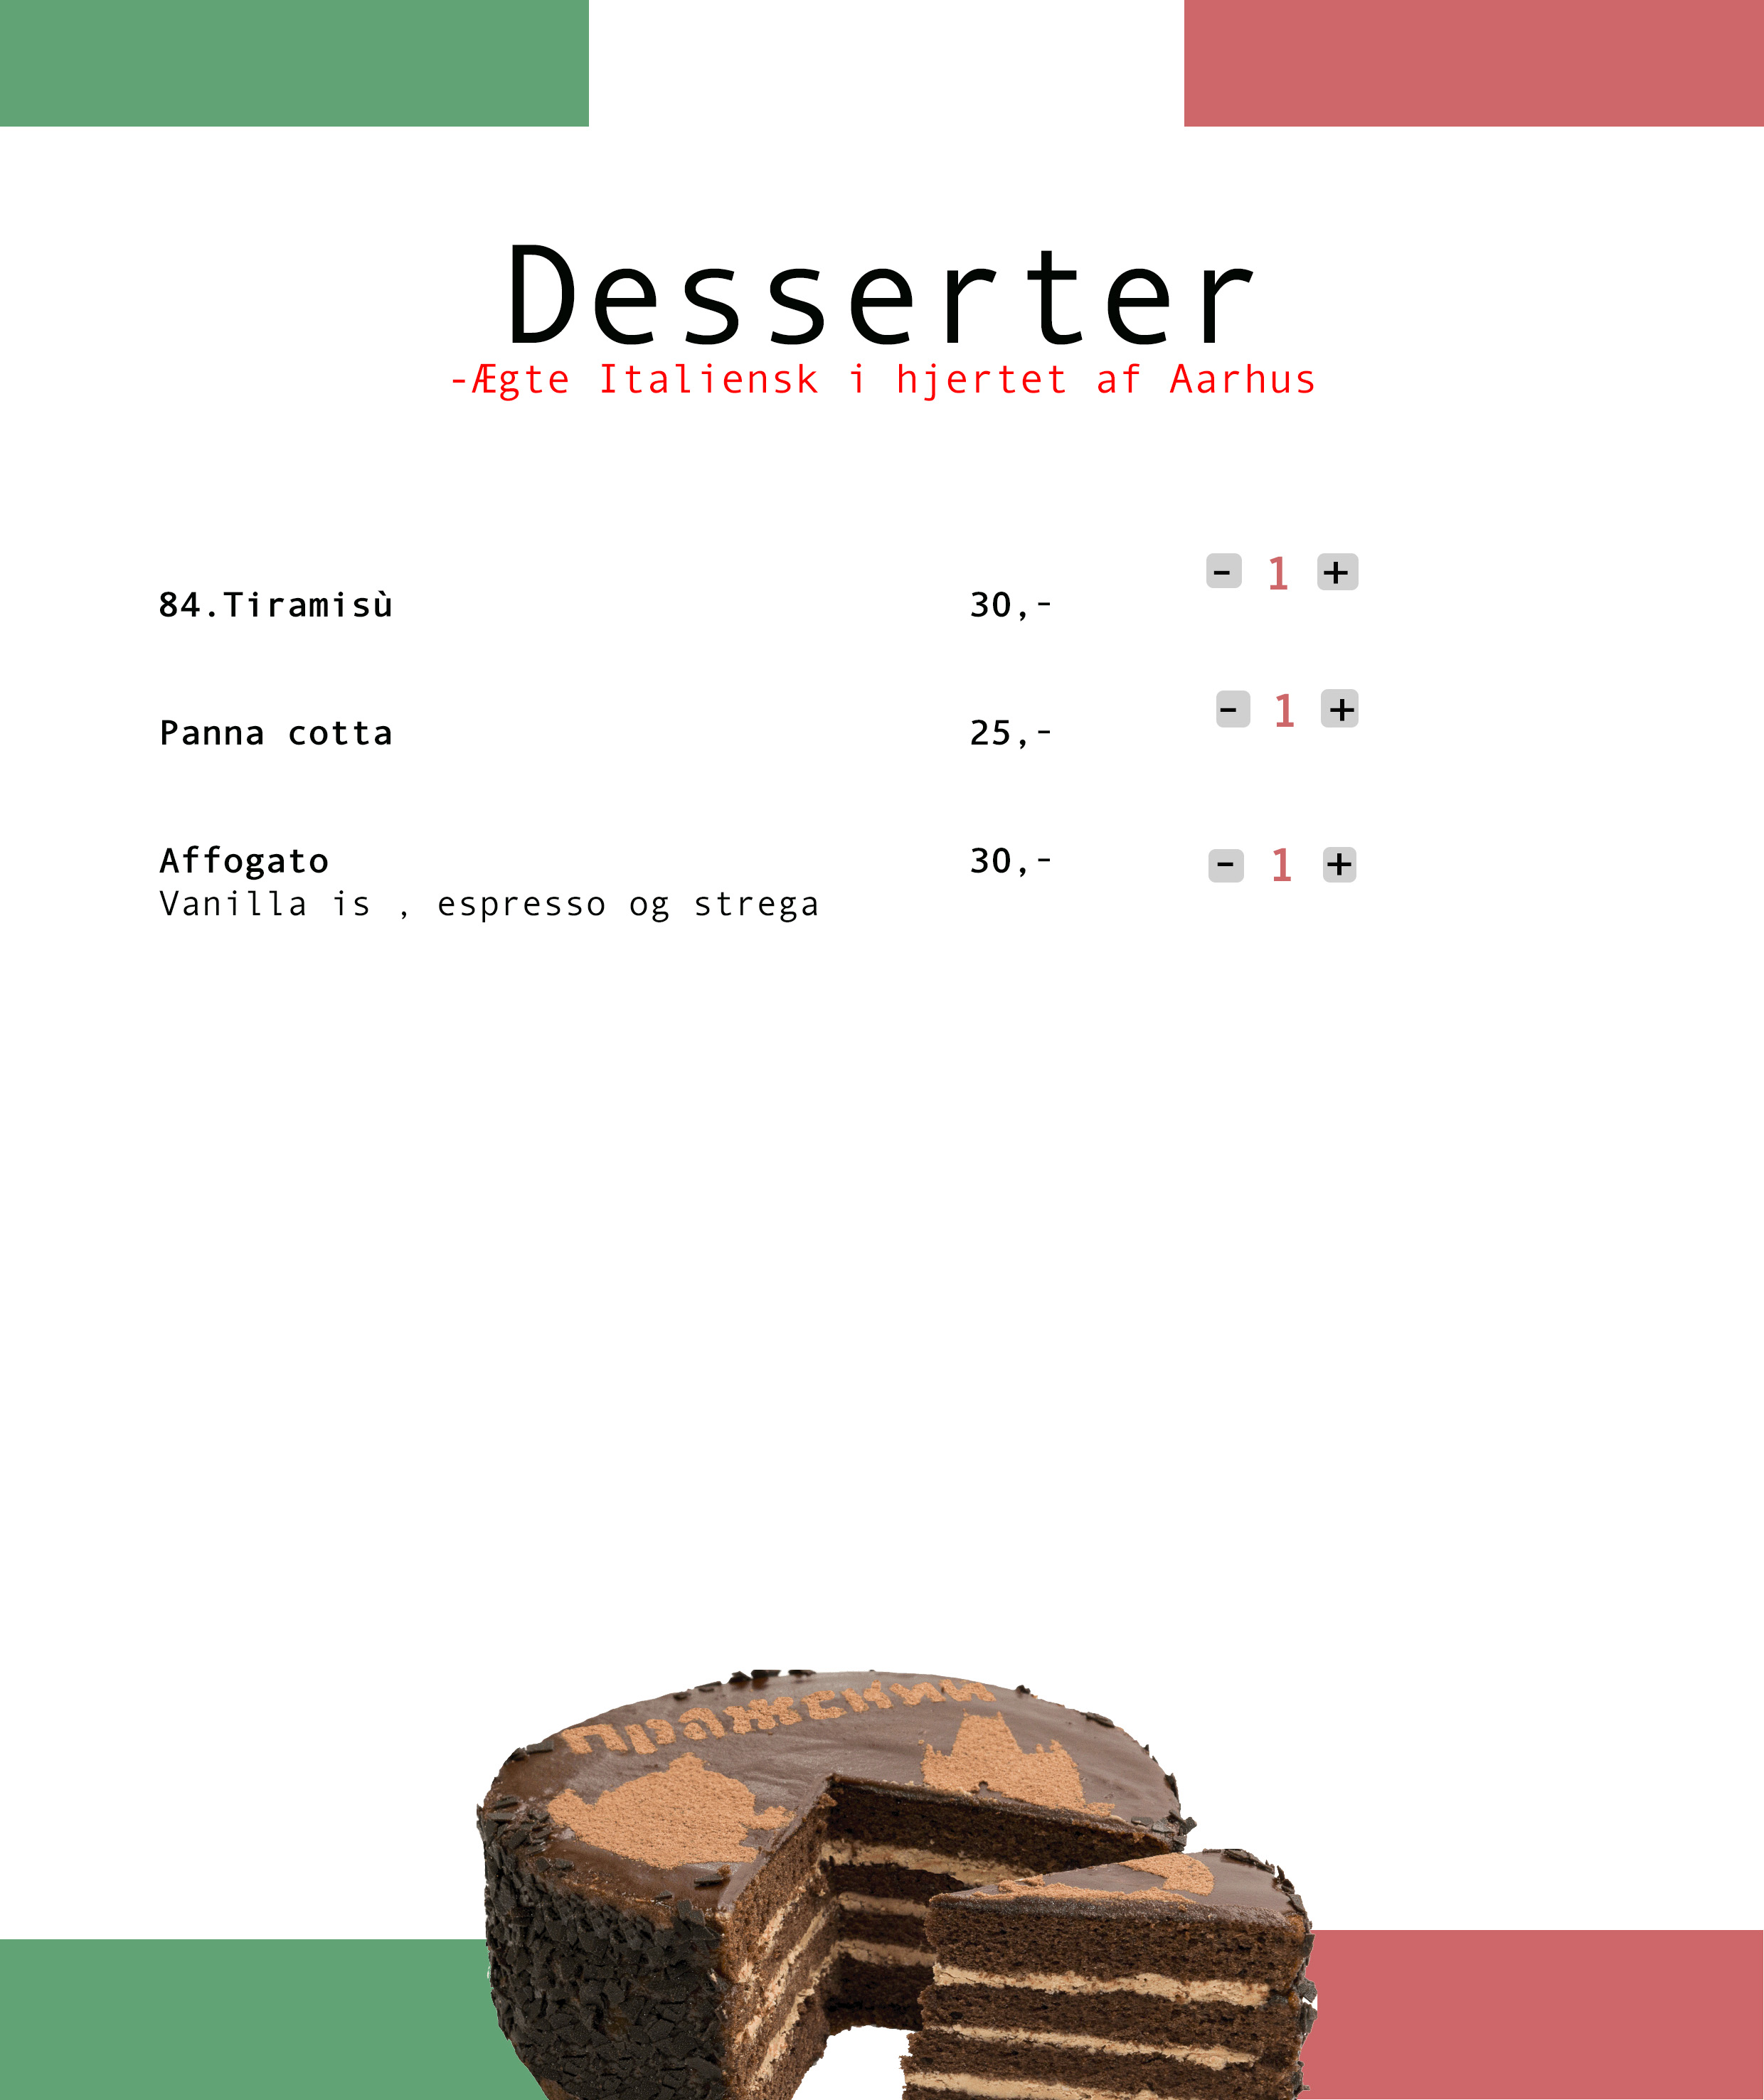 Desserter
-Ægte Italiensk i hjertet af Aarhus
84.Tiramisù 30,- - 1 +
Panna cotta 25,- - 1 +
Affogato 30,- - 1 +
Vanilla is , espresso og strega
Пражский